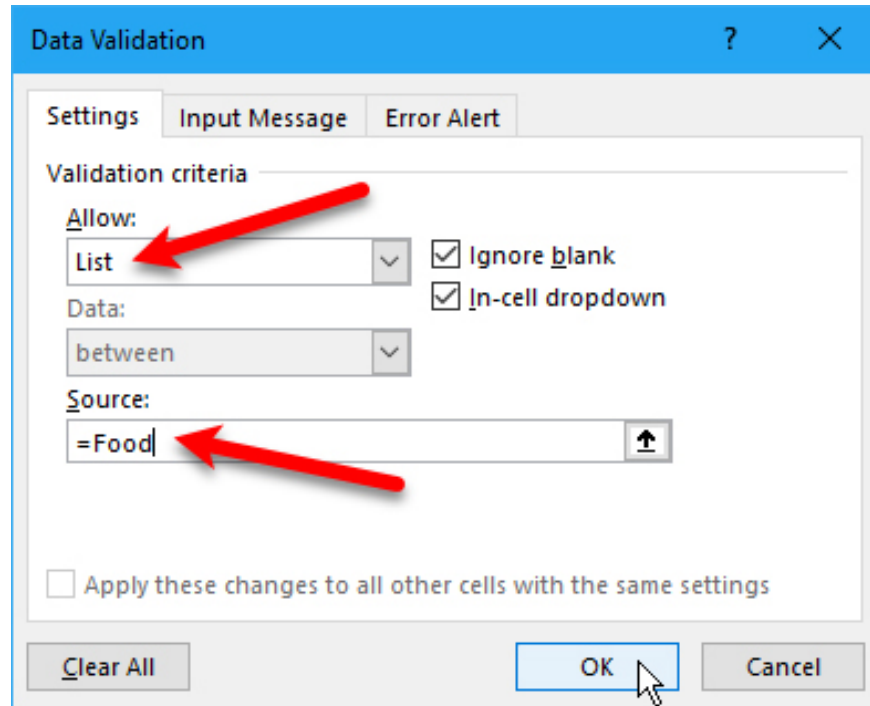 Data Validation ?
Settings Input Message Error Alert
Validation criteria
Allow:
List
Ignore blank
In-cell dropdown
Data:
between
Source:
=Food
Apply these changes to all other cells with the same settings
Clear All OK Cancel